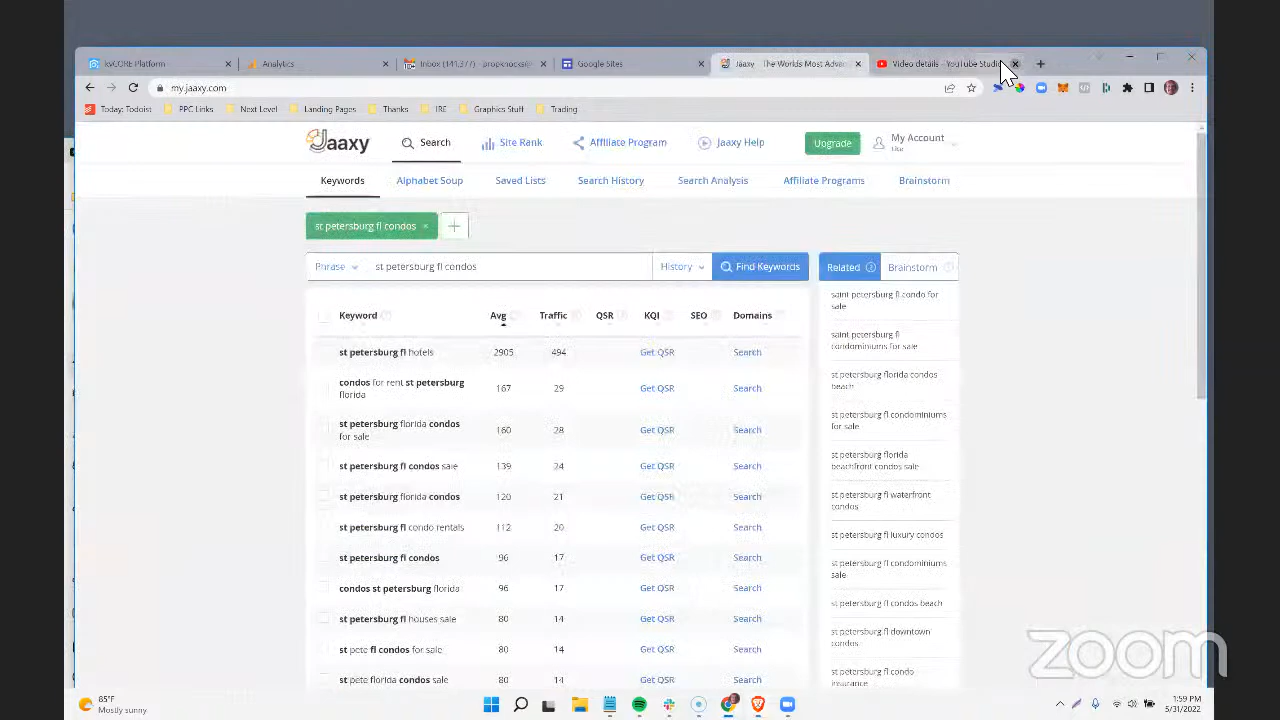 kvCORE Platform
Analytics
Inbox (141,377) - propknockser
Google Sites
Jaaxy - The Worlds Most Advan
Video details - YouTube Studio
my.jaaxy.com
Today: Todoist
PPC Links
Next Level
Landing Pages
Thanks
IRE
Graphics Stuff
Trading
Jaaxy
Search
Site Rank
Affiliate Program
Jaaxy Help
Upgrade
My Account
Lite
Keywords
Alphabet Soup
Saved Lists
Search History
Search Analysis
Affiliate Programs
Brainstorm
st petersburg fl condos ×
Phrase
st petersburg fl condos
History
Find Keywords
Related
Brainstorm
Keyword Avg Traffic QSR KQI SEO Domains
st petersburg fl hotels 2905 494 Get QSR Search
condos for rent st petersburg
florida
167 29 Get QSR Search
st petersburg florida condos
for sale
160 28 Get QSR Search
st petersburg fl condos sale 139 24 Get QSR Search
st petersburg florida condos 120 21 Get QSR Search
st petersburg fl condo rentals 112 20 Get QSR Search
st petersburg fl condos 96 17 Get QSR Search
condos st petersburg florida 96 17 Get QSR Search
st petersburg fl houses sale 80 14 Get QSR Search
st pete fl condos for sale 80 14 Get QSR Search
st pete florida condos sale 80 14 Get QSR Search
saint petersburg fl condo for
sale
st petersburg fl
condominiums for sale
st petersburg florida condos
beach
st petersburg fl condominiums
for sale
st petersburg florida
beachfront condos sale
st petersburg fl waterfront
condos
st petersburg fl luxury condos
st petersburg fl condominiums
sale
st petersburg fl condos beach
st petersburg fl downtown
condos
st petersburg fl condo
insurance
zoom
85°F
Mostly sunny
1:59 PM
5/31/2022